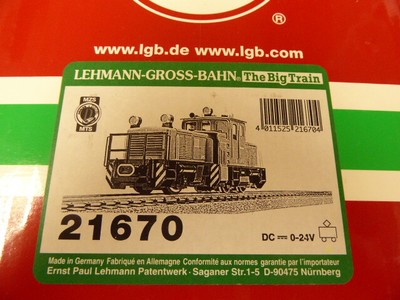 www.lgb.de www.lgb.com
LEHMANN-GROSS-BAHN® The Big Train
MZS
MTS
4 011525 216704
21670
DC 0-24V
Made in Germany Fabriqué en Allemagne Conformité aux normes garantie par l'importateur
Ernst Paul Lehmann Patentwerk · Saganer Str.1-5 D-90475 Nürnberg